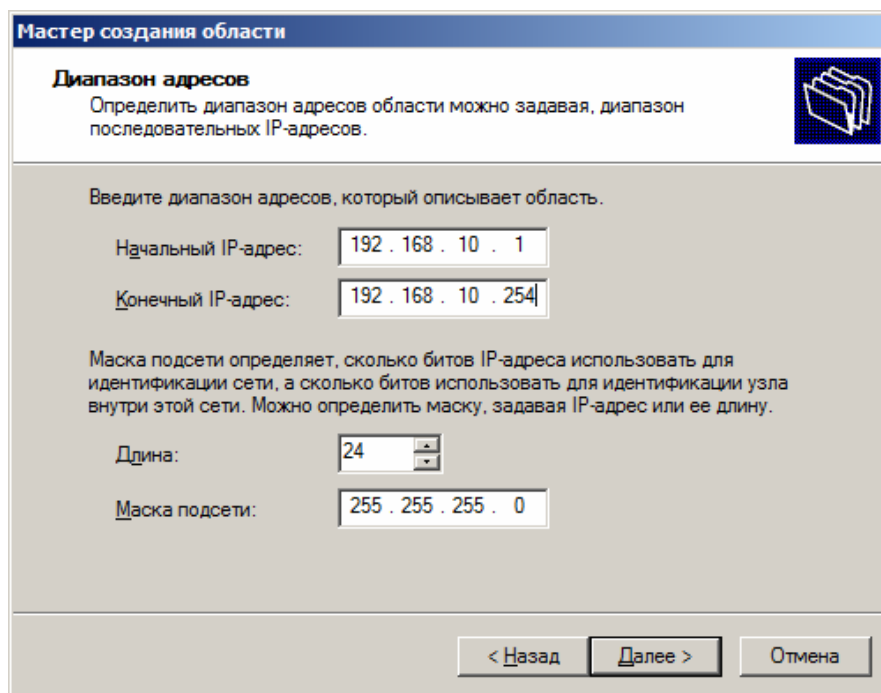 Мастер создания области
Диапазон адресов
Определить диапазон адресов области можно задавая, диапазон
последовательных IP-адресов.
Введите диапазон адресов, который описывает область.
Начальный IP-адрес: 192 . 168 . 10 . 1
Конечный IP-адрес: 192 . 168 . 10 . 254
Маска подсети определяет, сколько битов IP-адреса использовать для
идентификации сети, а сколько битов использовать для идентификации узла
внутри этой сети. Можно определить маску, задавая IP-адрес или ее длину.
Длина: 24
Маска подсети: 255 . 255 . 255 . 0
< Назад Далее > Отмена